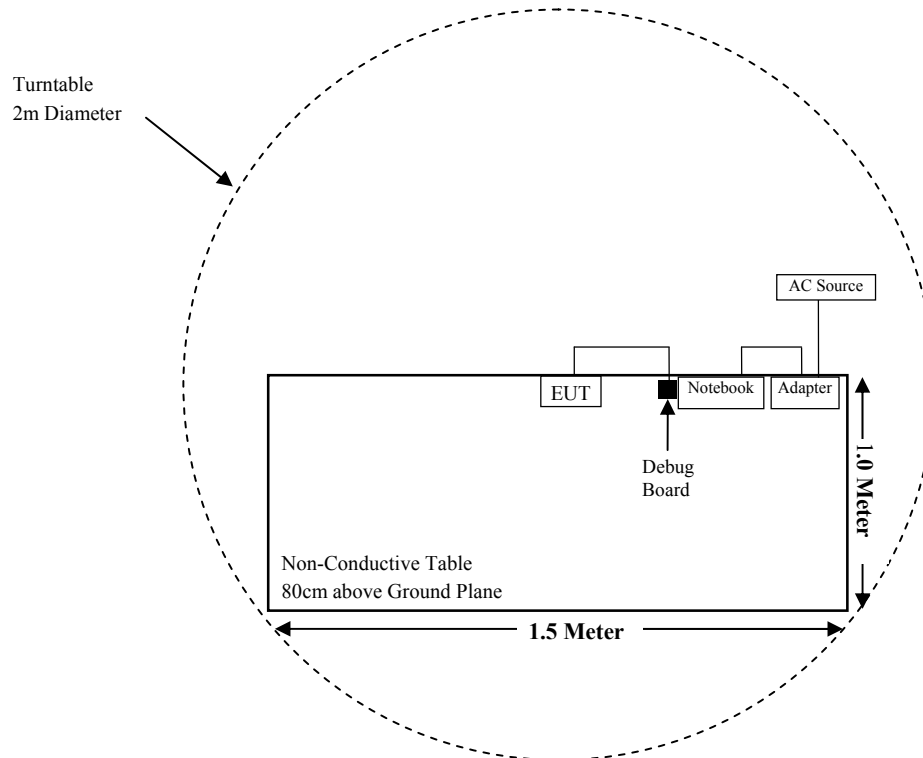 Turntable
2m Diameter
AC Source
EUT
Notebook
Adapter
Debug
Board
1.0 Meter
Non-Conductive Table
80cm above Ground Plane
1.5 Meter